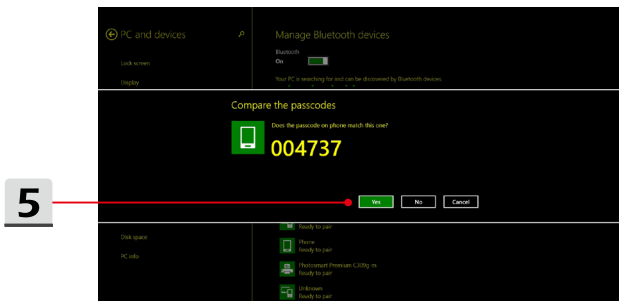 PC and devices
Lock screen
Display
Manage Bluetooth devices
Bluetooth
On
Your PC is searching for and can be discovered by Bluetooth devices.
Compare the passcodes
Does the passcode on phone match this one?
004737
Yes
No
Cancel
5
Disk space
PC info
Ready to pair
Phone
Ready to pair
Photosmart Premium C309g-m
Ready to pair
Unknown
Ready to pair